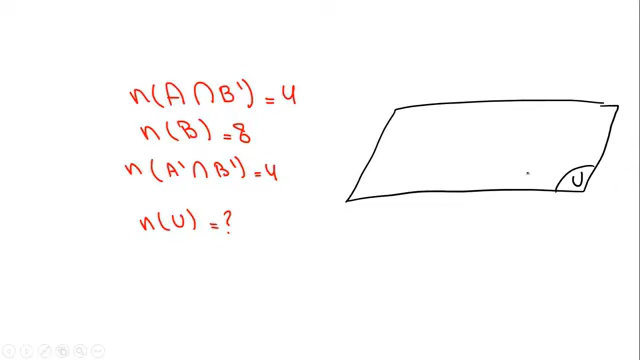 n(A ∩ B') = 4
n(B) = 8
n(A' ∩ B') = 4
n(U) = ?
U